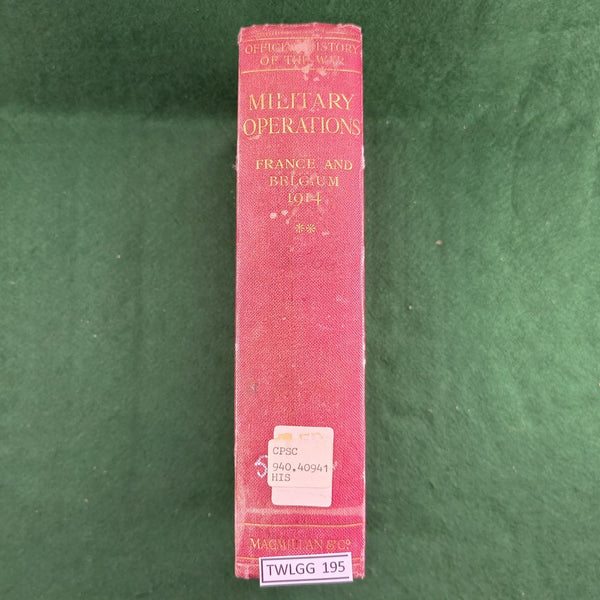 OFFICIAL HISTORY
OF THE WAR
MILITARY
OPERATIONS
FRANCE AND
BELGIUM
1914
**
CPSC
940.40941
HIS
MACMILLAN & Co
TWLGG 195